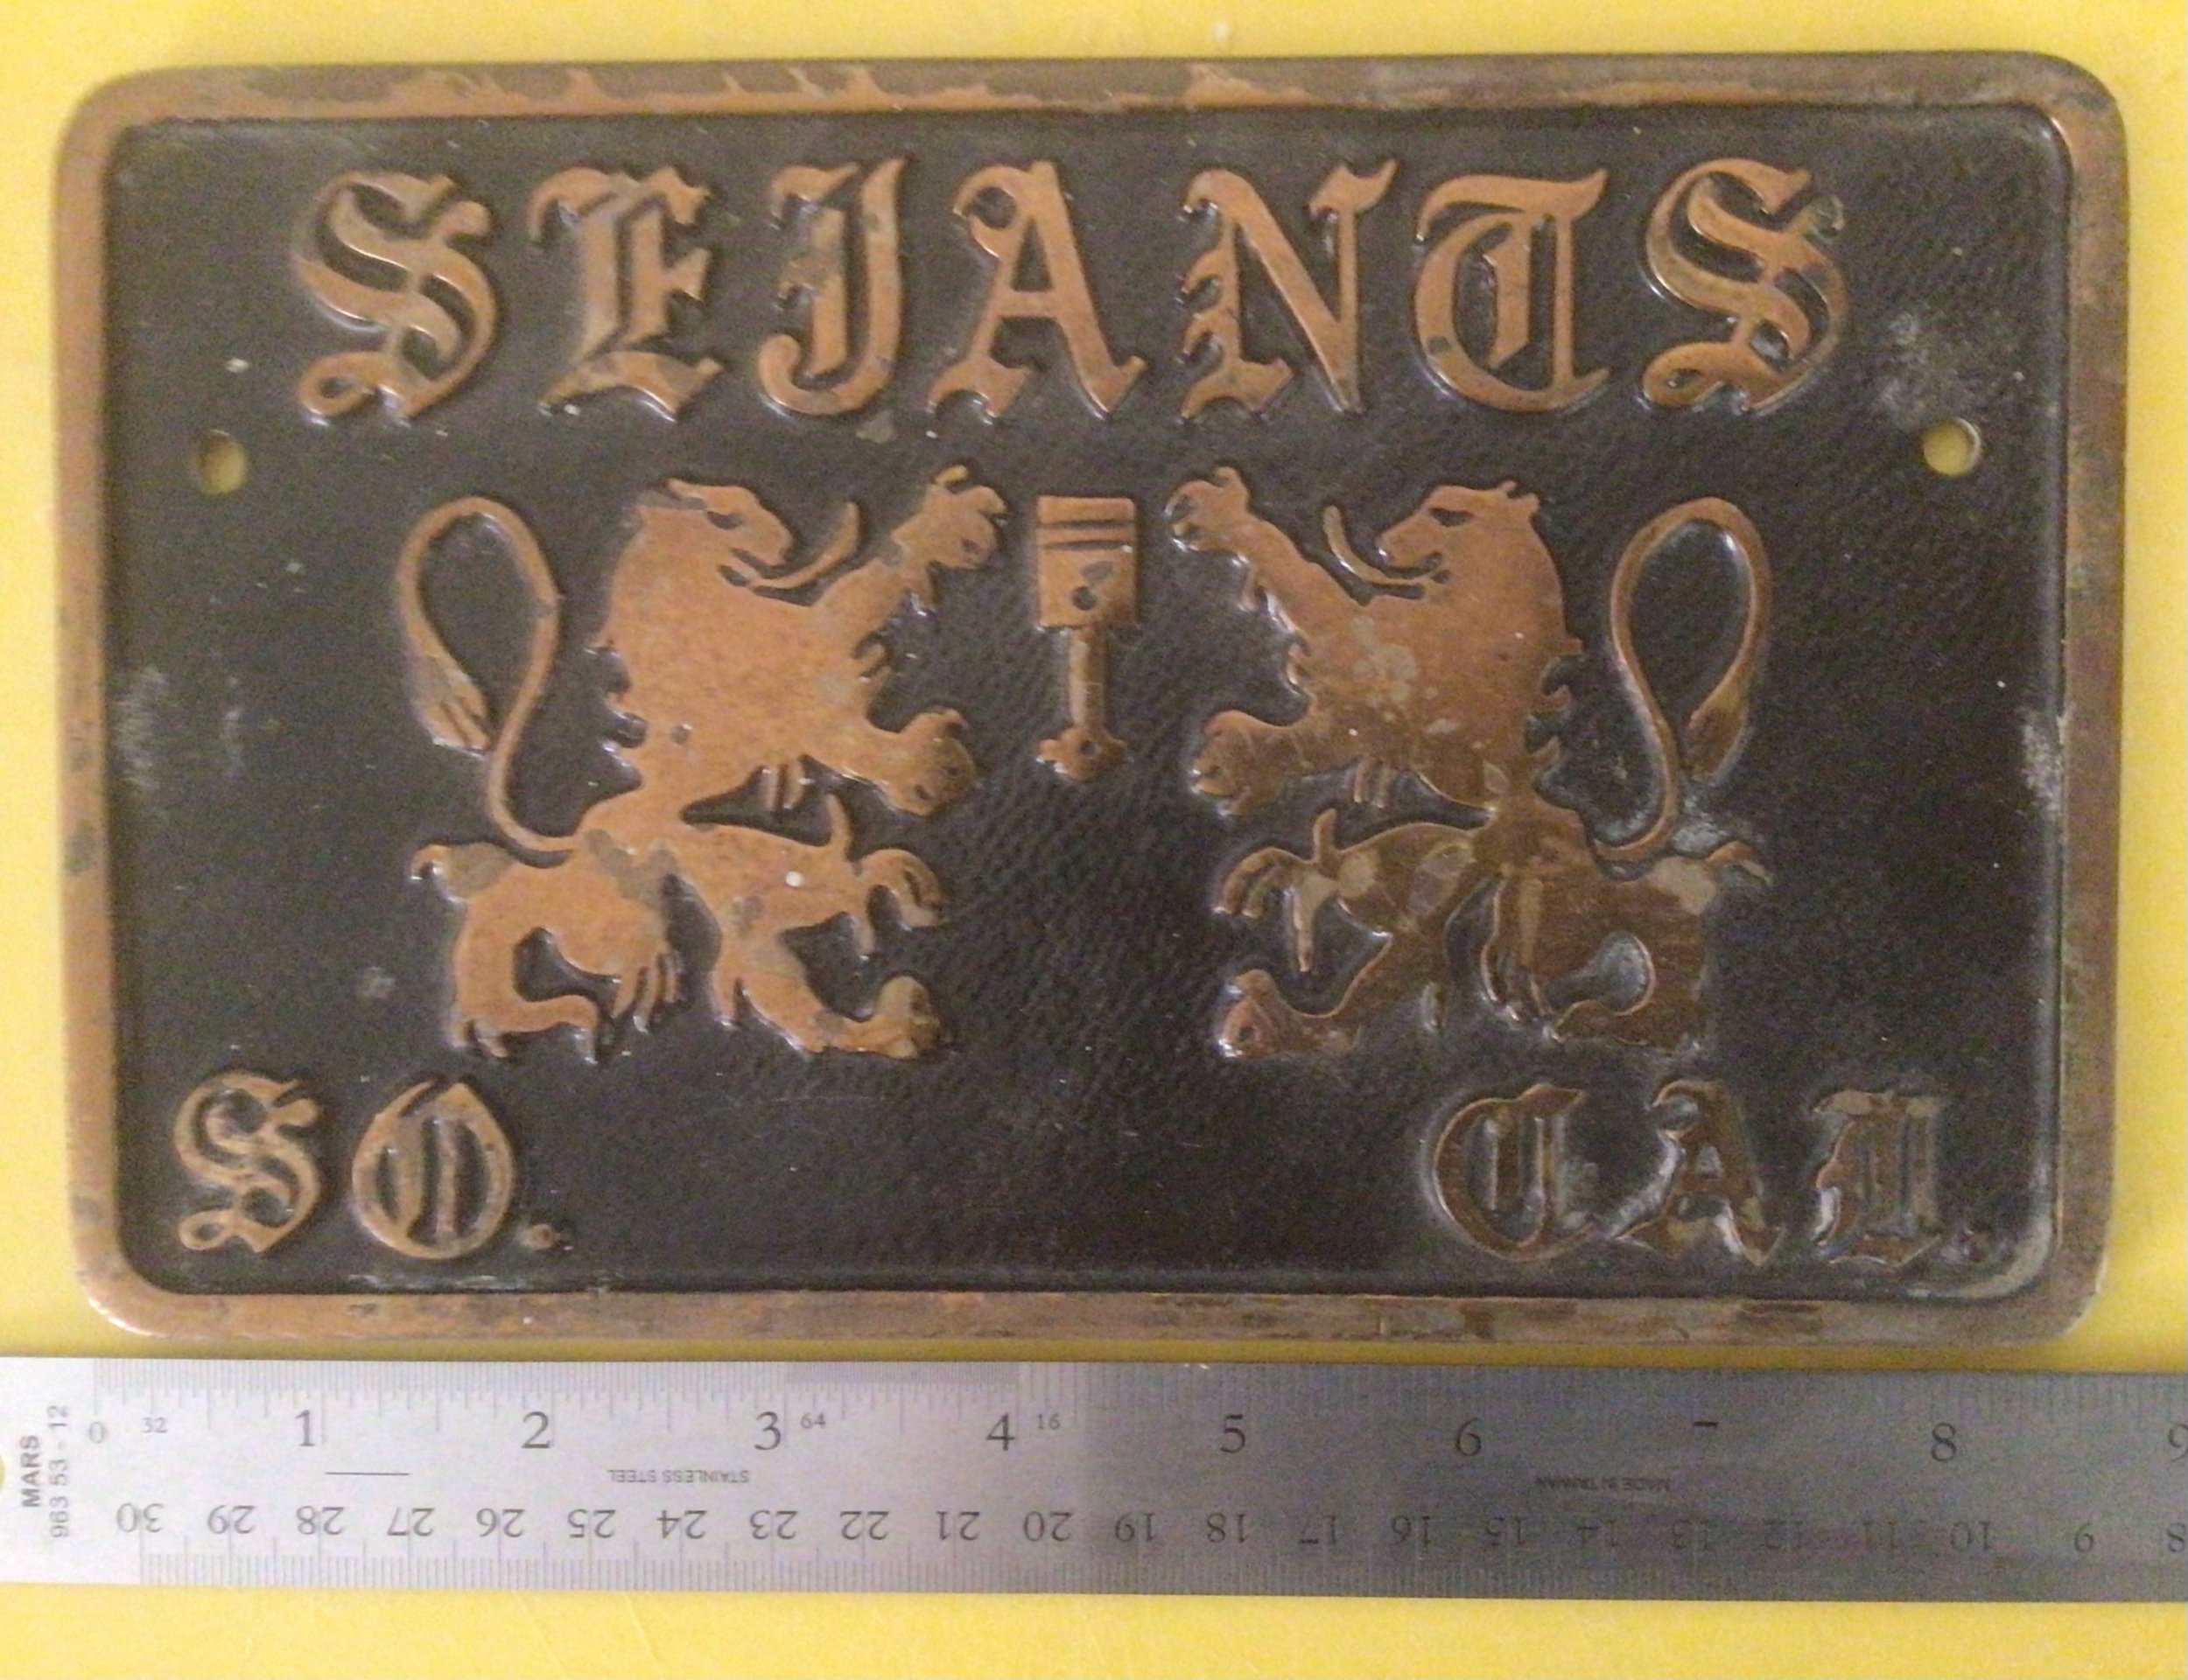 SEJANTS
SO. CAL.
MARS
963 53 - 12
0 32 1 2 3 64 4 16 5 6 7 8 9
STAINLESS STEEL MADE IN TAIWAN
30 29 28 27 26 25 24 23 22 21 20 19 18 17 16 15 14 13 12 11 10 9 8